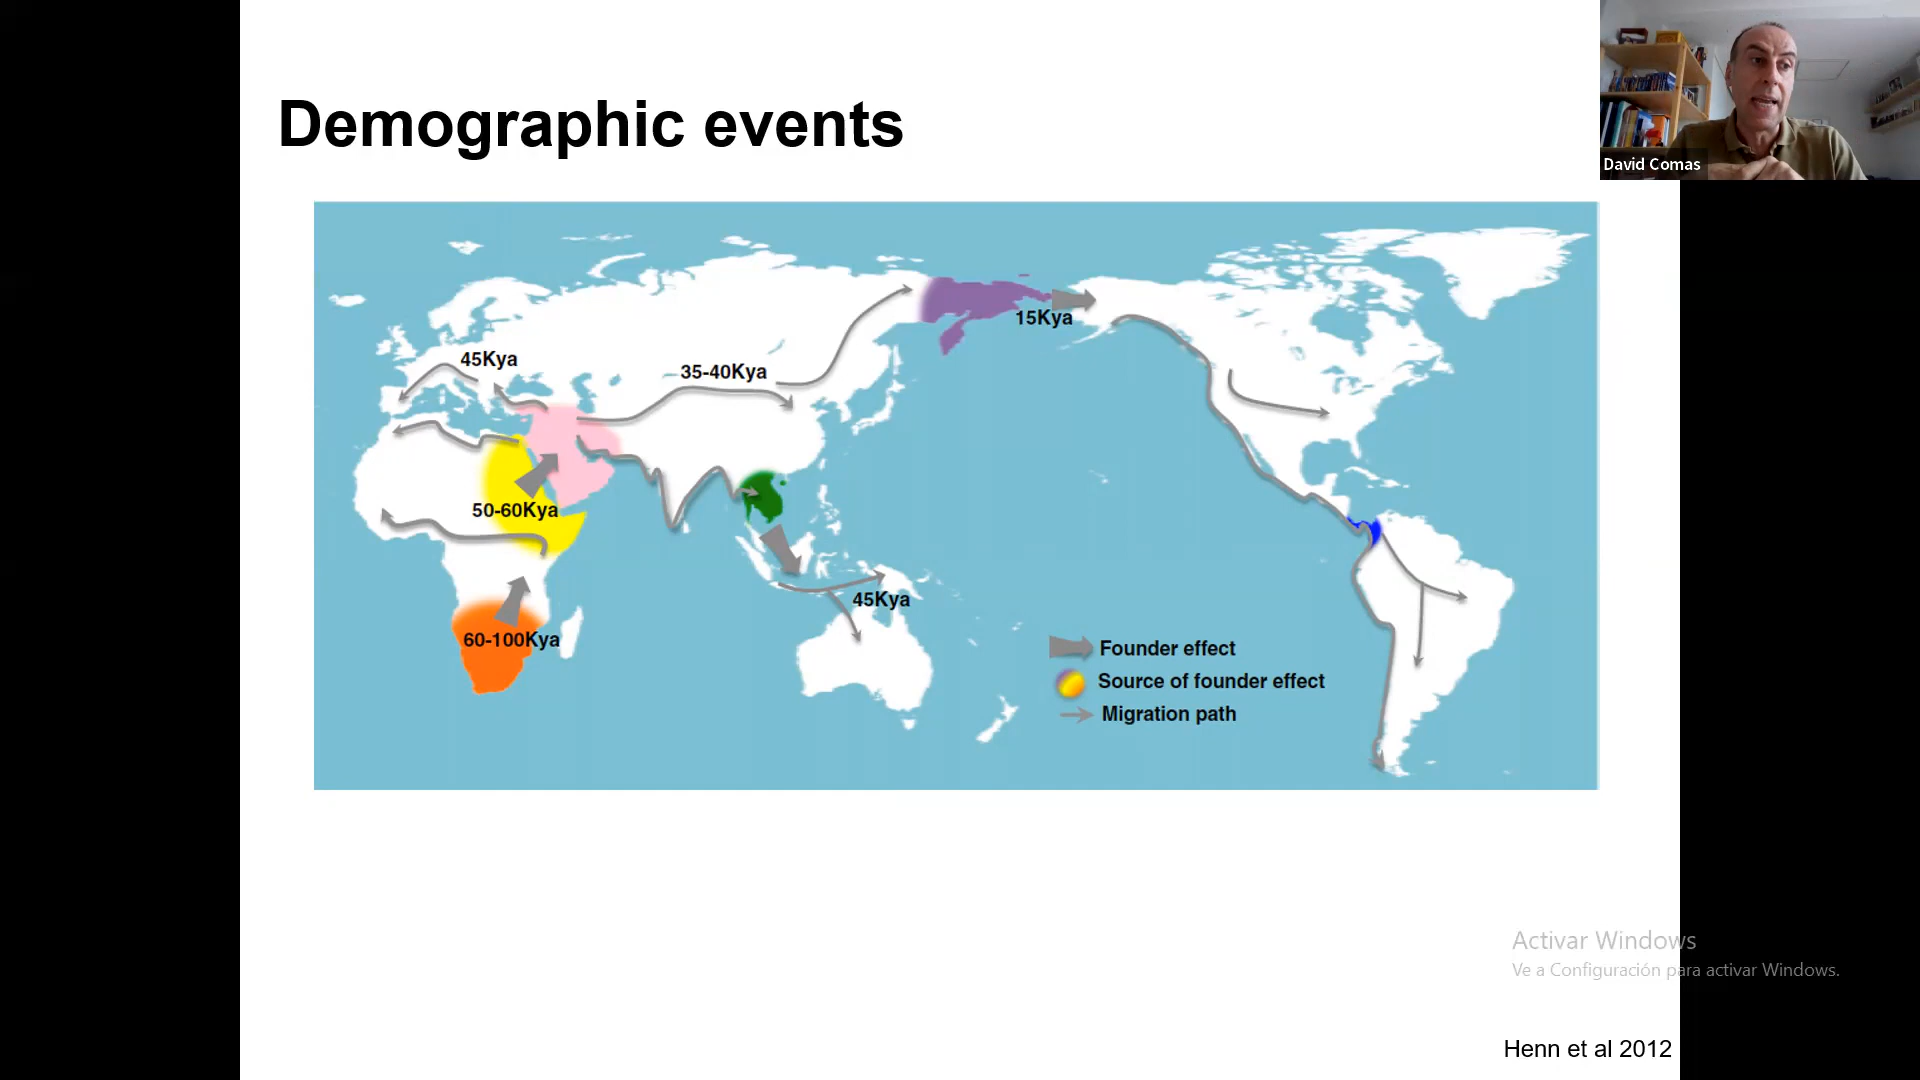 Demographic events
David Comas
15Kya
45Kya
35-40Kya
50-60Kya
45Kya
60-100Kya
Founder effect
Source of founder effect
Migration path
Activar Windows
Ve a Configuración para activar Windows.
Henn et al 2012